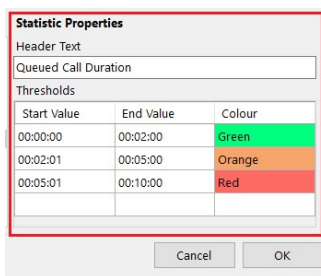 Statistic Properties
Header Text
Queued Call Duration
Thresholds
Start Value End Value Colour
00:00:00 00:02:00 Green
00:02:01 00:05:00 Orange
00:05:01 00:10:00 Red
Cancel OK